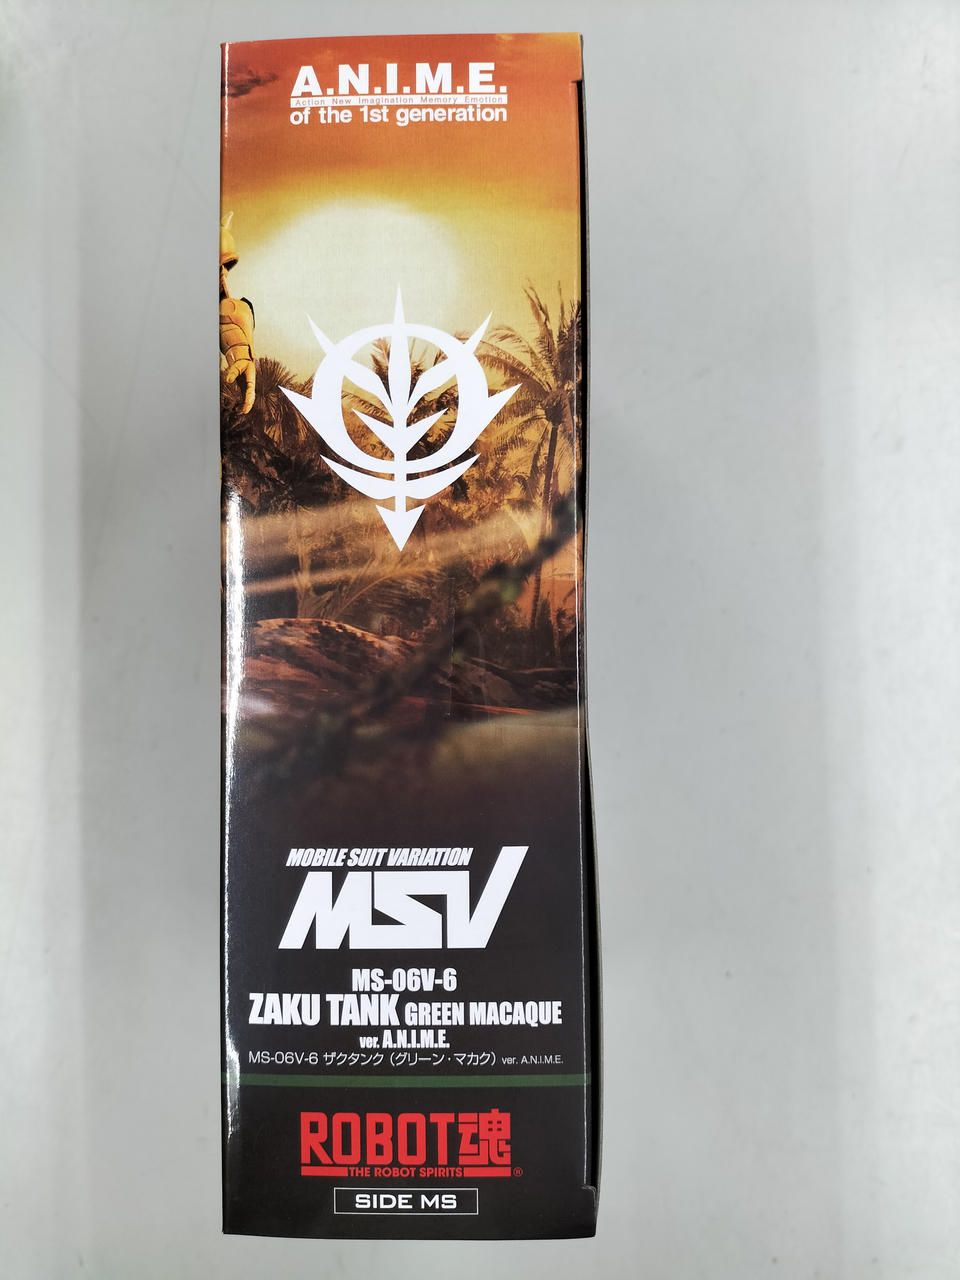 A.N.I.M.E.
Action New Imagination Memory Emotion
of the 1st generation
MOBILE SUIT VARIATION
MSV
MS-06V-6
ZAKU TANK GREEN MACAQUE
ver. A.N.I.M.E.
MS-06V-6 ザクタンク（グリーン・マカク）ver. A.N.I.M.E.
ROBOT魂
THE ROBOT SPIRITS ®
SIDE MS